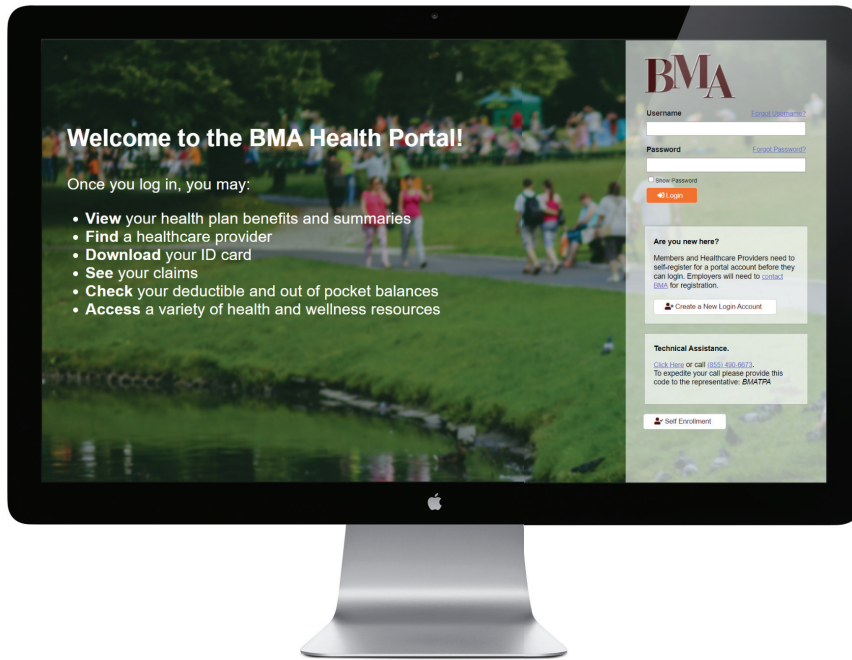 Welcome to the BMA Health Portal!
Once you log in, you may:
• View your health plan benefits and summaries
• Find a healthcare provider
• Download your ID card
• See your claims
• Check your deductible and out of pocket balances
• Access a variety of health and wellness resources
BMA
Username Forgot Username?
Password Forgot Password?
Show Password
Login
Are you new here?
Members and Healthcare Providers need to
self-register for a portal account before they
can login. Employers will need to contact
BMA for registration.
Create a New Login Account
Technical Assistance.
Click Here or call (855) 490-6673.
To expedite your call please provide this
code to the representative: BMATPA
Self Enrollment